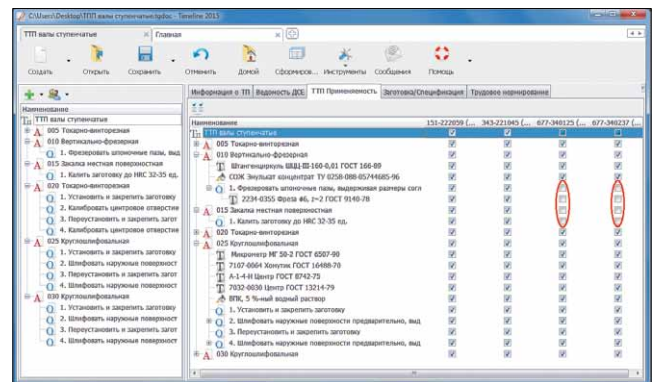 C:\Users\Desktop\ТПП валы ступенчатые.tpdoc - Timeline 2015
ТТП валы ступенчатые
Главная
Создать
Открыть
Сохранить
Отменить
Домой
Сформиров...
Инструменты
Сообщения
Помощь
Наименование
ТТП валы ступенчатые
005 Токарно-винторезная
010 Вертикально-фрезерная
1. Фрезеровать шпоночные пазы, выд
015 Закалка местная поверхностная
1. Калить заготовку до HRC 32-35 ед.
020 Токарно-винторезная
1. Установить и закрепить заготовку
2. Калибровать центровое отверстие
3. Переустановить и закрепить загот
4. Калибровать центровое отверстие
025 Круглошлифовальная
1. Установить и закрепить заготовку
2. Шлифовать наружные поверхност
3. Переустановить и закрепить загот
4. Шлифовать наружные поверхност
030 Круглошлифовальная
1. Установить и закрепить заготовку
2. Шлифовать наружные поверхност
3. Переустановить и закрепить загот
4. Шлифовать наружные поверхност
Информация о ТП
Ведомость ДСЕ
ТТП Применяемость
Заготовка/Спецификация
Трудовое нормирование
Наименование 151-222059 (... 343-221045 (... 677-340125 (... 677-340237 (...
ТТП валы ступенчатые
005 Токарно-винторезная
010 Вертикально-фрезерная
Штангенциркуль ШЦЦ-III-160-0,01 ГОСТ 166-89
СОЖ Эмульсат концентрат ТУ 0258-088-05744685-96
1. Фрезеровать шпоночные пазы, выдерживая размеры согл
2234-0355 Фреза ф6, z=2 ГОСТ 9140-78
015 Закалка местная поверхностная
1. Калить заготовку до HRC 32-35 ед.
020 Токарно-винторезная
025 Круглошлифовальная
Микрометр МГ 50-2 ГОСТ 6507-90
7107-0064 Хомутик ГОСТ 16488-70
А-1-4-Н Центр ГОСТ 8742-75
7032-0030 Центр ГОСТ 13214-79
ВПК, 5 %-ный водный раствор
1. Установить и закрепить заготовку
2. Шлифовать наружные поверхности предварительно, выд
3. Переустановить и закрепить заготовку
4. Шлифовать наружные поверхности предварительно, выд
030 Круглошлифовальная